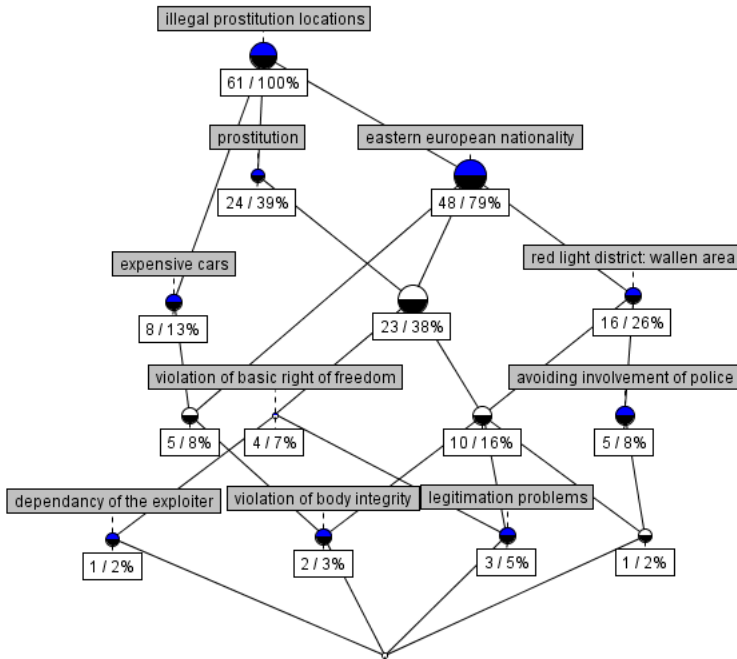 illegal prostitution locations
61 / 100%
prostitution
eastern european nationality
24 / 39%
48 / 79%
expensive cars
red light district: wallen area
8 / 13%
23 / 38%
16 / 26%
violation of basic right of freedom
avoiding involvement of police
5 / 8%
4 / 7%
10 / 16%
5 / 8%
dependancy of the exploiter
violation of body integrity
legitimation problems
1 / 2%
2 / 3%
3 / 5%
1 / 2%